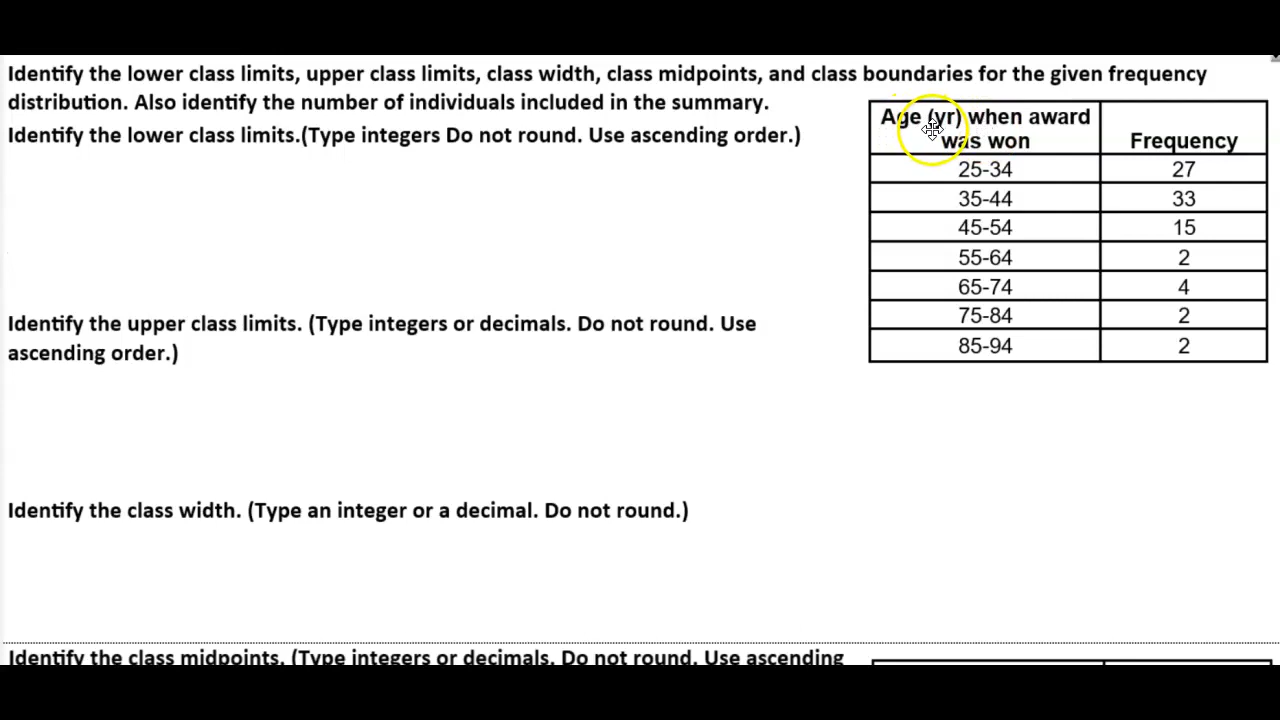 Identify the lower class limits, upper class limits, class width, class midpoints, and class boundaries for the given frequency
distribution. Also identify the number of individuals included in the summary.
Identify the lower class limits.(Type integers Do not round. Use ascending order.)
Age (yr) when award
was won
Frequency
25-34 27
35-44 33
45-54 15
55-64 2
65-74 4
75-84 2
85-94 2
Identify the upper class limits. (Type integers or decimals. Do not round. Use
ascending order.)
Identify the class width. (Type an integer or a decimal. Do not round.)
Identify the class midpoints. (Type integers or decimals. Do not round. Use ascending